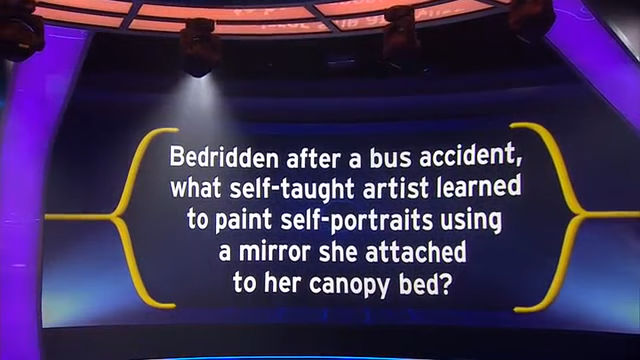 Bedridden after a bus accident,
what self-taught artist learned
to paint self-portraits using
a mirror she attached
to her canopy bed?